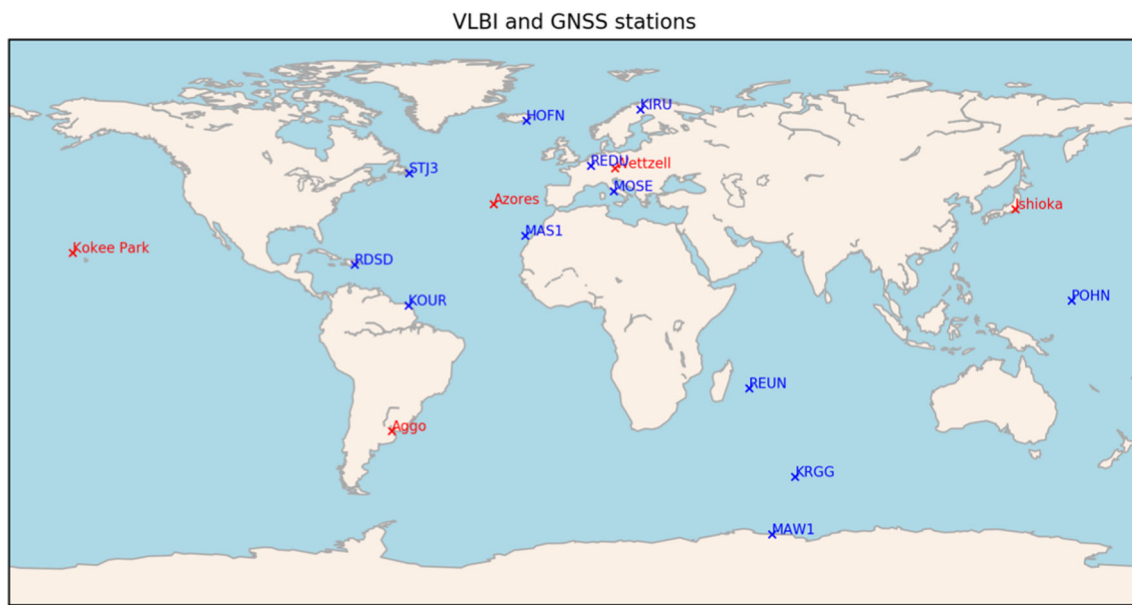 VLBI and GNSS stations
KIRU
HOFN
REDU
Wettzell
STJ3
MOSE
Azores
Ishioka
MAS1
Kokee Park
RDSD
KOUR
POHN
REUN
Aggo
KRGG
MAW1